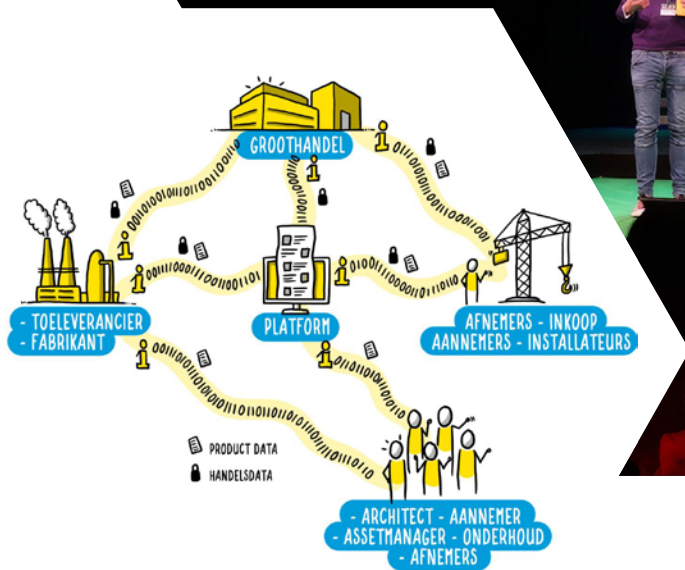 GROOTHANDEL
- TOELEVERANCIER
- FABRIKANT
PLATFORM
AFNEMERS - INKOOP
AANNEMERS - INSTALLATEURS
PRODUCT DATA
HANDELSDATA
- ARCHITECT - AANNEMER
- ASSETMANAGER - ONDERHOUD
- AFNEMERS